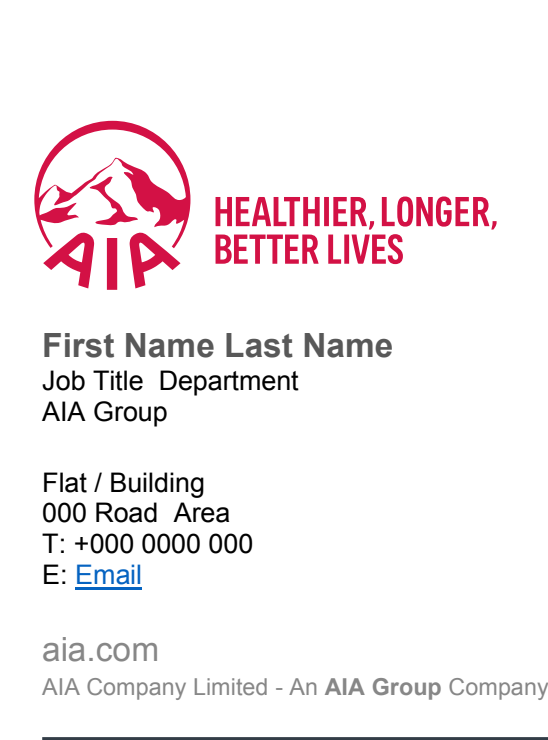 AIA
HEALTHIER, LONGER,
BETTER LIVES
First Name Last Name
Job Title  Department
AIA Group
Flat / Building
000 Road  Area
T: +000 0000 000
E: Email
aia.com
AIA Company Limited - An AIA Group Company